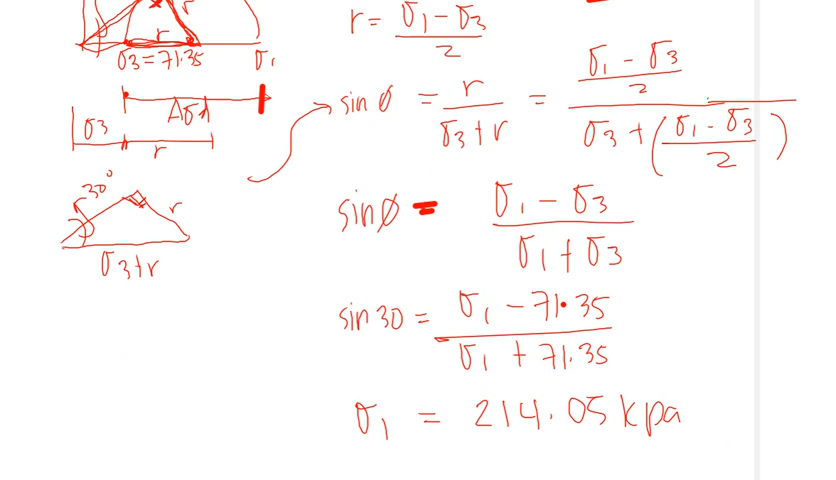 r
r
σ3 = 71.35
σ1
r = (σ1 - σ3)/2
Δσ1
σ3
r
sin ϕ = r/(σ3 + r) = ((σ1 - σ3)/2)/(σ3 + ((σ1 - σ3)/2))
30°
r
σ3+r
sin ϕ = (σ1 - σ3)/(σ1 + σ3)
sin 30 = (σ1 - 71.35)/(σ1 + 71.35)
σ1 = 214.05 kpa